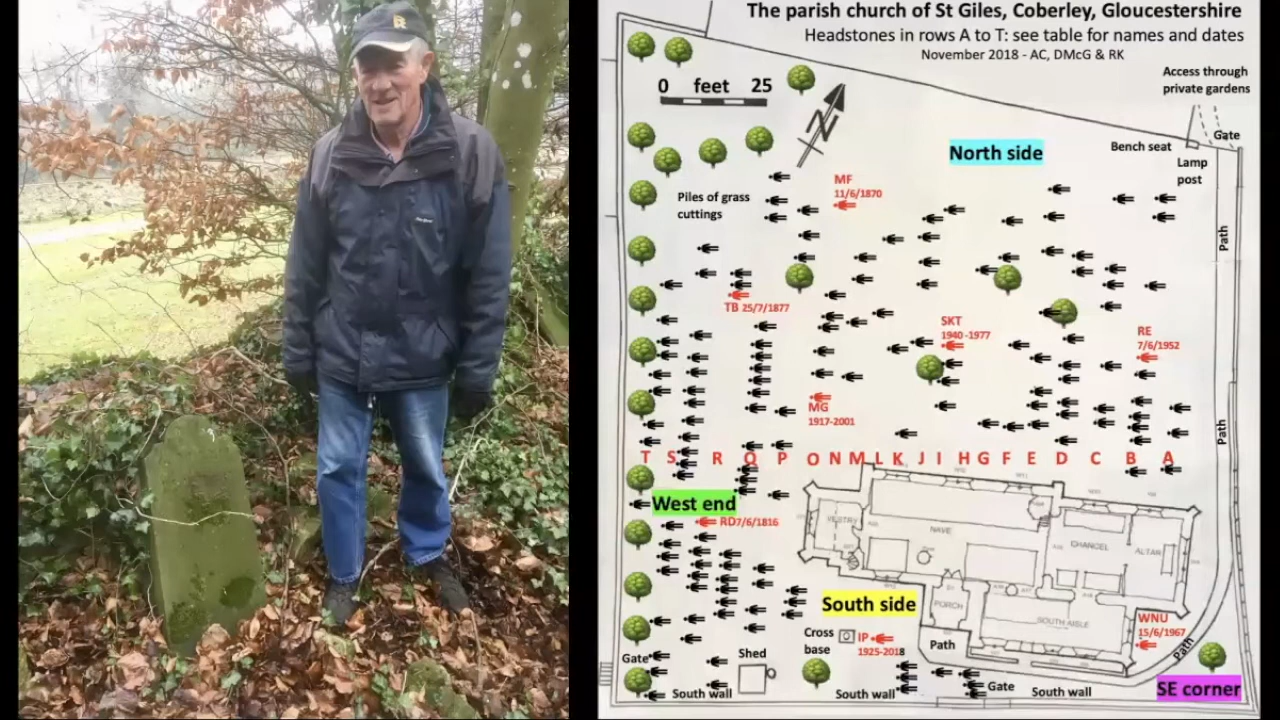 The parish church of St Giles, Coberley, Gloucestershire
Headstones in rows A to T: see table for names and dates
November 2018 - AC, DMcG & RK
Access through
private gardens
0 feet 25
N
Gate
North side
Bench seat
Lamp
post
MF
11/6/1870
Piles of grass
cuttings
Path
TB 25/7/1877
SKT
1940 -1977
RE
7/6/1952
MG
1917-2001
Path
T S R Q P O N M L K J I H G F E D C B A
West end
RD7/6/1816
VESTRY
NAVE
CHANCEL
ALTAR
South side
PORCH
SOUTH AISLE
WNU
15/6/1967
Cross
base
IP
1925-2018
Path
Path
Gate
Shed
South wall
South wall
Gate
South wall
SE corner